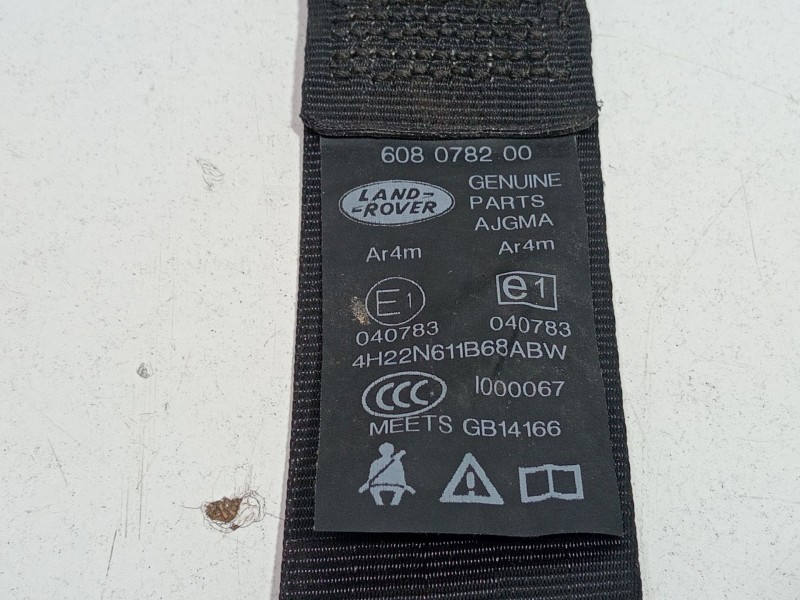 608 0782 00
LAND-
-ROVER
GENUINE
PARTS
AJGMA
Ar4m
Ar4m
E1
e1
040783
040783
4H22N611B68ABW
CCC
I000067
MEETS GB14166